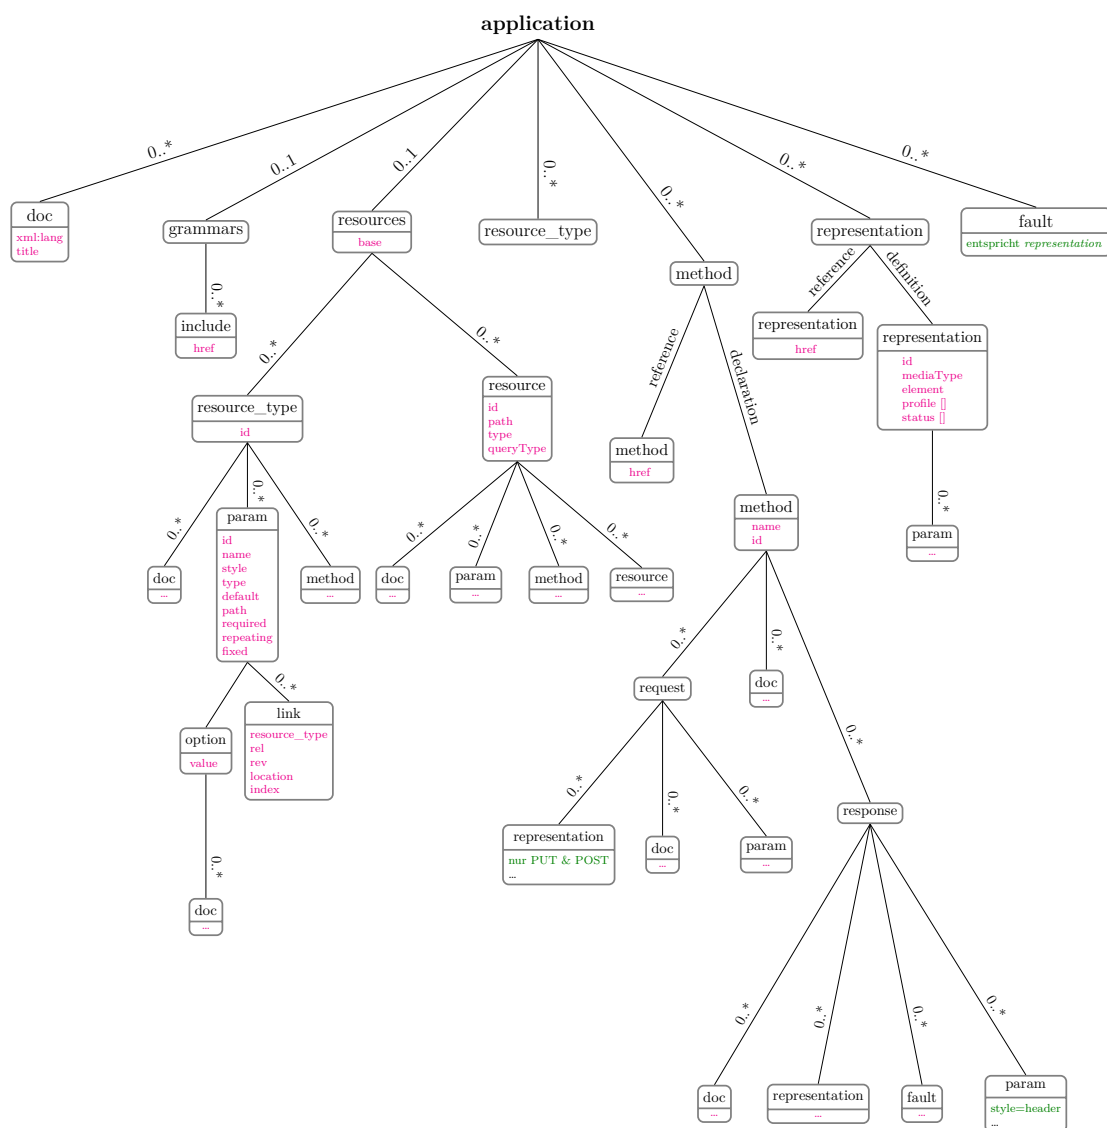 application
0..*
0..1
0..1
0..*
0..*
0..*
0..*
doc
xml:lang
title
grammars
resources
base
resource_type
method
representation
fault
entspricht representation
0..*
include
href
0..*
0..*
reference
declaration
reference
definition
representation
href
representation
id
mediaType
element
profile []
status []
resource_type
id
resource
id
path
type
queryType
method
href
method
name
id
0..*
param
...
0..*
0..*
0..*
doc
...
param
id
name
style
type
default
path
required
repeating
fixed
method
...
0..*
0..*
0..*
0..*
doc
...
param
...
method
...
resource
...
0..*
0..*
0..*
request
doc
...
response
0..*
option
value
link
resource_type
rel
rev
location
index
0..*
doc
...
0..*
0..*
0..*
representation
nur PUT & POST
...
doc
...
param
...
0..*
0..*
0..*
0..*
doc
...
representation
...
fault
...
param
style=header
...